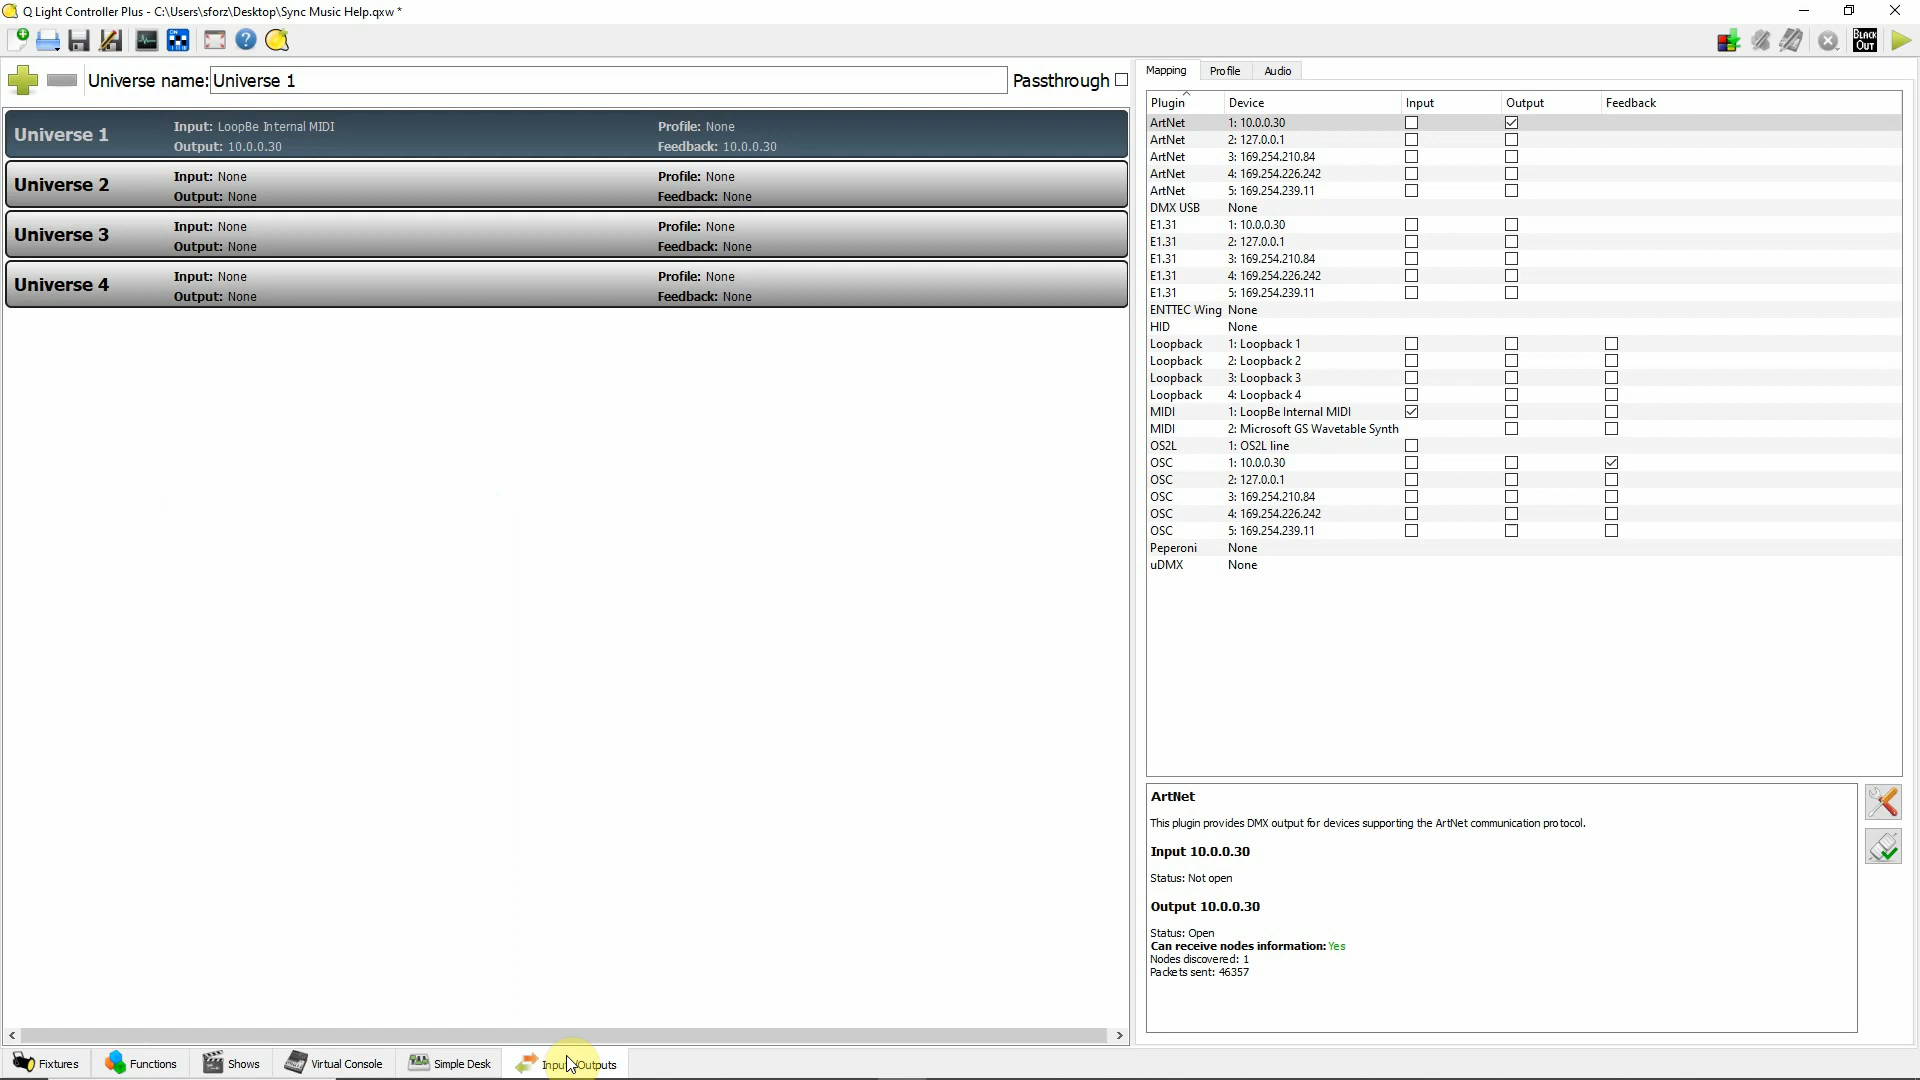 Q Light Controller Plus - C:\Users\sforz\Desktop\Sync Music Help.qxw *
BLACK OUT
Universe name: Universe 1 Passthrough
Universe 1 Input: LoopBe Internal MIDI Profile: None
Output: 10.0.0.30 Feedback: 10.0.0.30
Universe 2 Input: None Profile: None
Output: None Feedback: None
Universe 3 Input: None Profile: None
Output: None Feedback: None
Universe 4 Input: None Profile: None
Output: None Feedback: None
Mapping Profile Audio
Plugin Device Input Output Feedback
ArtNet 1: 10.0.0.30
ArtNet 2: 127.0.0.1
ArtNet 3: 169.254.210.84
ArtNet 4: 169.254.226.242
ArtNet 5: 169.254.239.11
DMX USB None
E1.31 1: 10.0.0.30
E1.31 2: 127.0.0.1
E1.31 3: 169.254.210.84
E1.31 4: 169.254.226.242
E1.31 5: 169.254.239.11
ENTTEC Wing None
HID None
Loopback 1: Loopback 1
Loopback 2: Loopback 2
Loopback 3: Loopback 3
Loopback 4: Loopback 4
MIDI 1: LoopBe Internal MIDI
MIDI 2: Microsoft GS Wavetable Synth
OS2L 1: OS2L line
OSC 1: 10.0.0.30
OSC 2: 127.0.0.1
OSC 3: 169.254.210.84
OSC 4: 169.254.226.242
OSC 5: 169.254.239.11
Peperoni None
uDMX None
ArtNet
This plugin provides DMX output for devices supporting the ArtNet communication protocol.
Input 10.0.0.30
Status: Not open
Output 10.0.0.30
Status: Open
Can receive nodes information: Yes
Nodes discovered: 1
Packets sent: 46357
Fixtures Functions Shows Virtual Console Simple Desk Inputs/Outputs